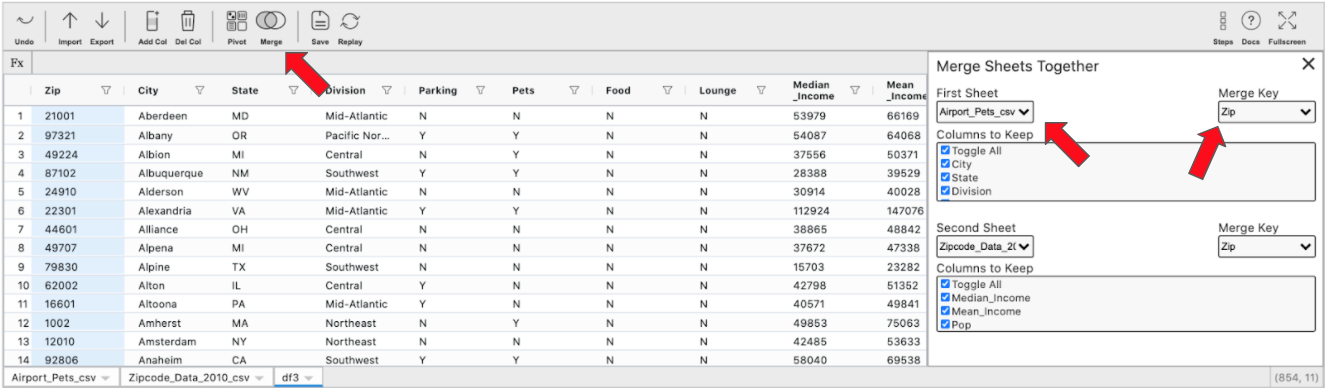 Undo Import Export Add Col Del Col Pivot Merge Save Replay Steps Docs Fullscreen
Fx
Zip City State Division Parking Pets Food Lounge Median _Income Mean _Income
1 21001 Aberdeen MD Mid-Atlantic N N N N 53979 66169
2 97321 Albany OR Pacific Nor... Y Y N N 54087 64068
3 49224 Albion MI Central N Y N N 37556 50371
4 87102 Albuquerque NM Southwest Y Y N N 28388 39529
5 24910 Alderson WV Mid-Atlantic N N N N 30914 40028
6 22301 Alexandria VA Mid-Atlantic Y Y N N 112924 147076
7 44601 Alliance OH Central N N N N 38865 48842
8 49707 Alpena MI Central N N N N 37672 47338
9 79830 Alpine TX Southwest N N N N 15703 23282
10 62002 Alton IL Central Y N N N 42798 51352
11 16601 Altoona PA Mid-Atlantic Y N N N 40571 49841
12 1002 Amherst MA Northeast N Y N N 49853 75063
13 12010 Amsterdam NY Northeast N N N N 42485 53633
14 92806 Anaheim CA Southwest Y Y N N 58040 69538
Airport_Pets_csv Zipcode_Data_2010_csv df3 (854, 11)
Merge Sheets Together
First Sheet Merge Key
Airport_Pets_csv Zip
Columns to Keep
Toggle All
City
State
Division
Second Sheet Merge Key
Zipcode_Data_20 Zip
Columns to Keep
Toggle All
Median_Income
Mean_Income
Pop